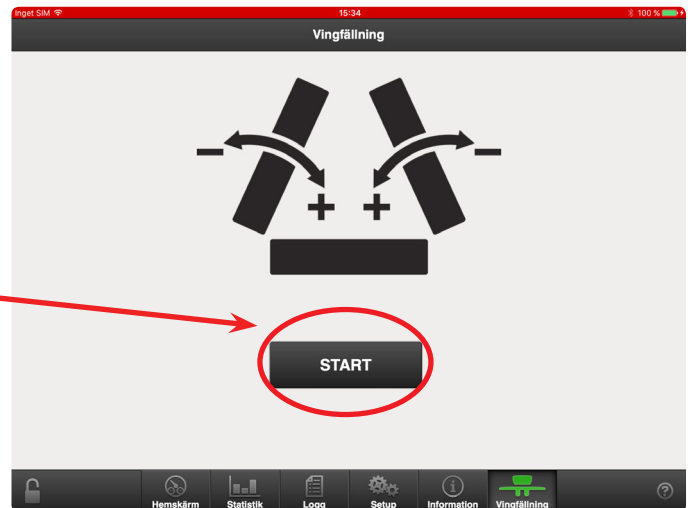 Inget SIM 15:34 100 %
Vingfällning
START
Hemskärm Statistik Logg Setup Information Vingfällning